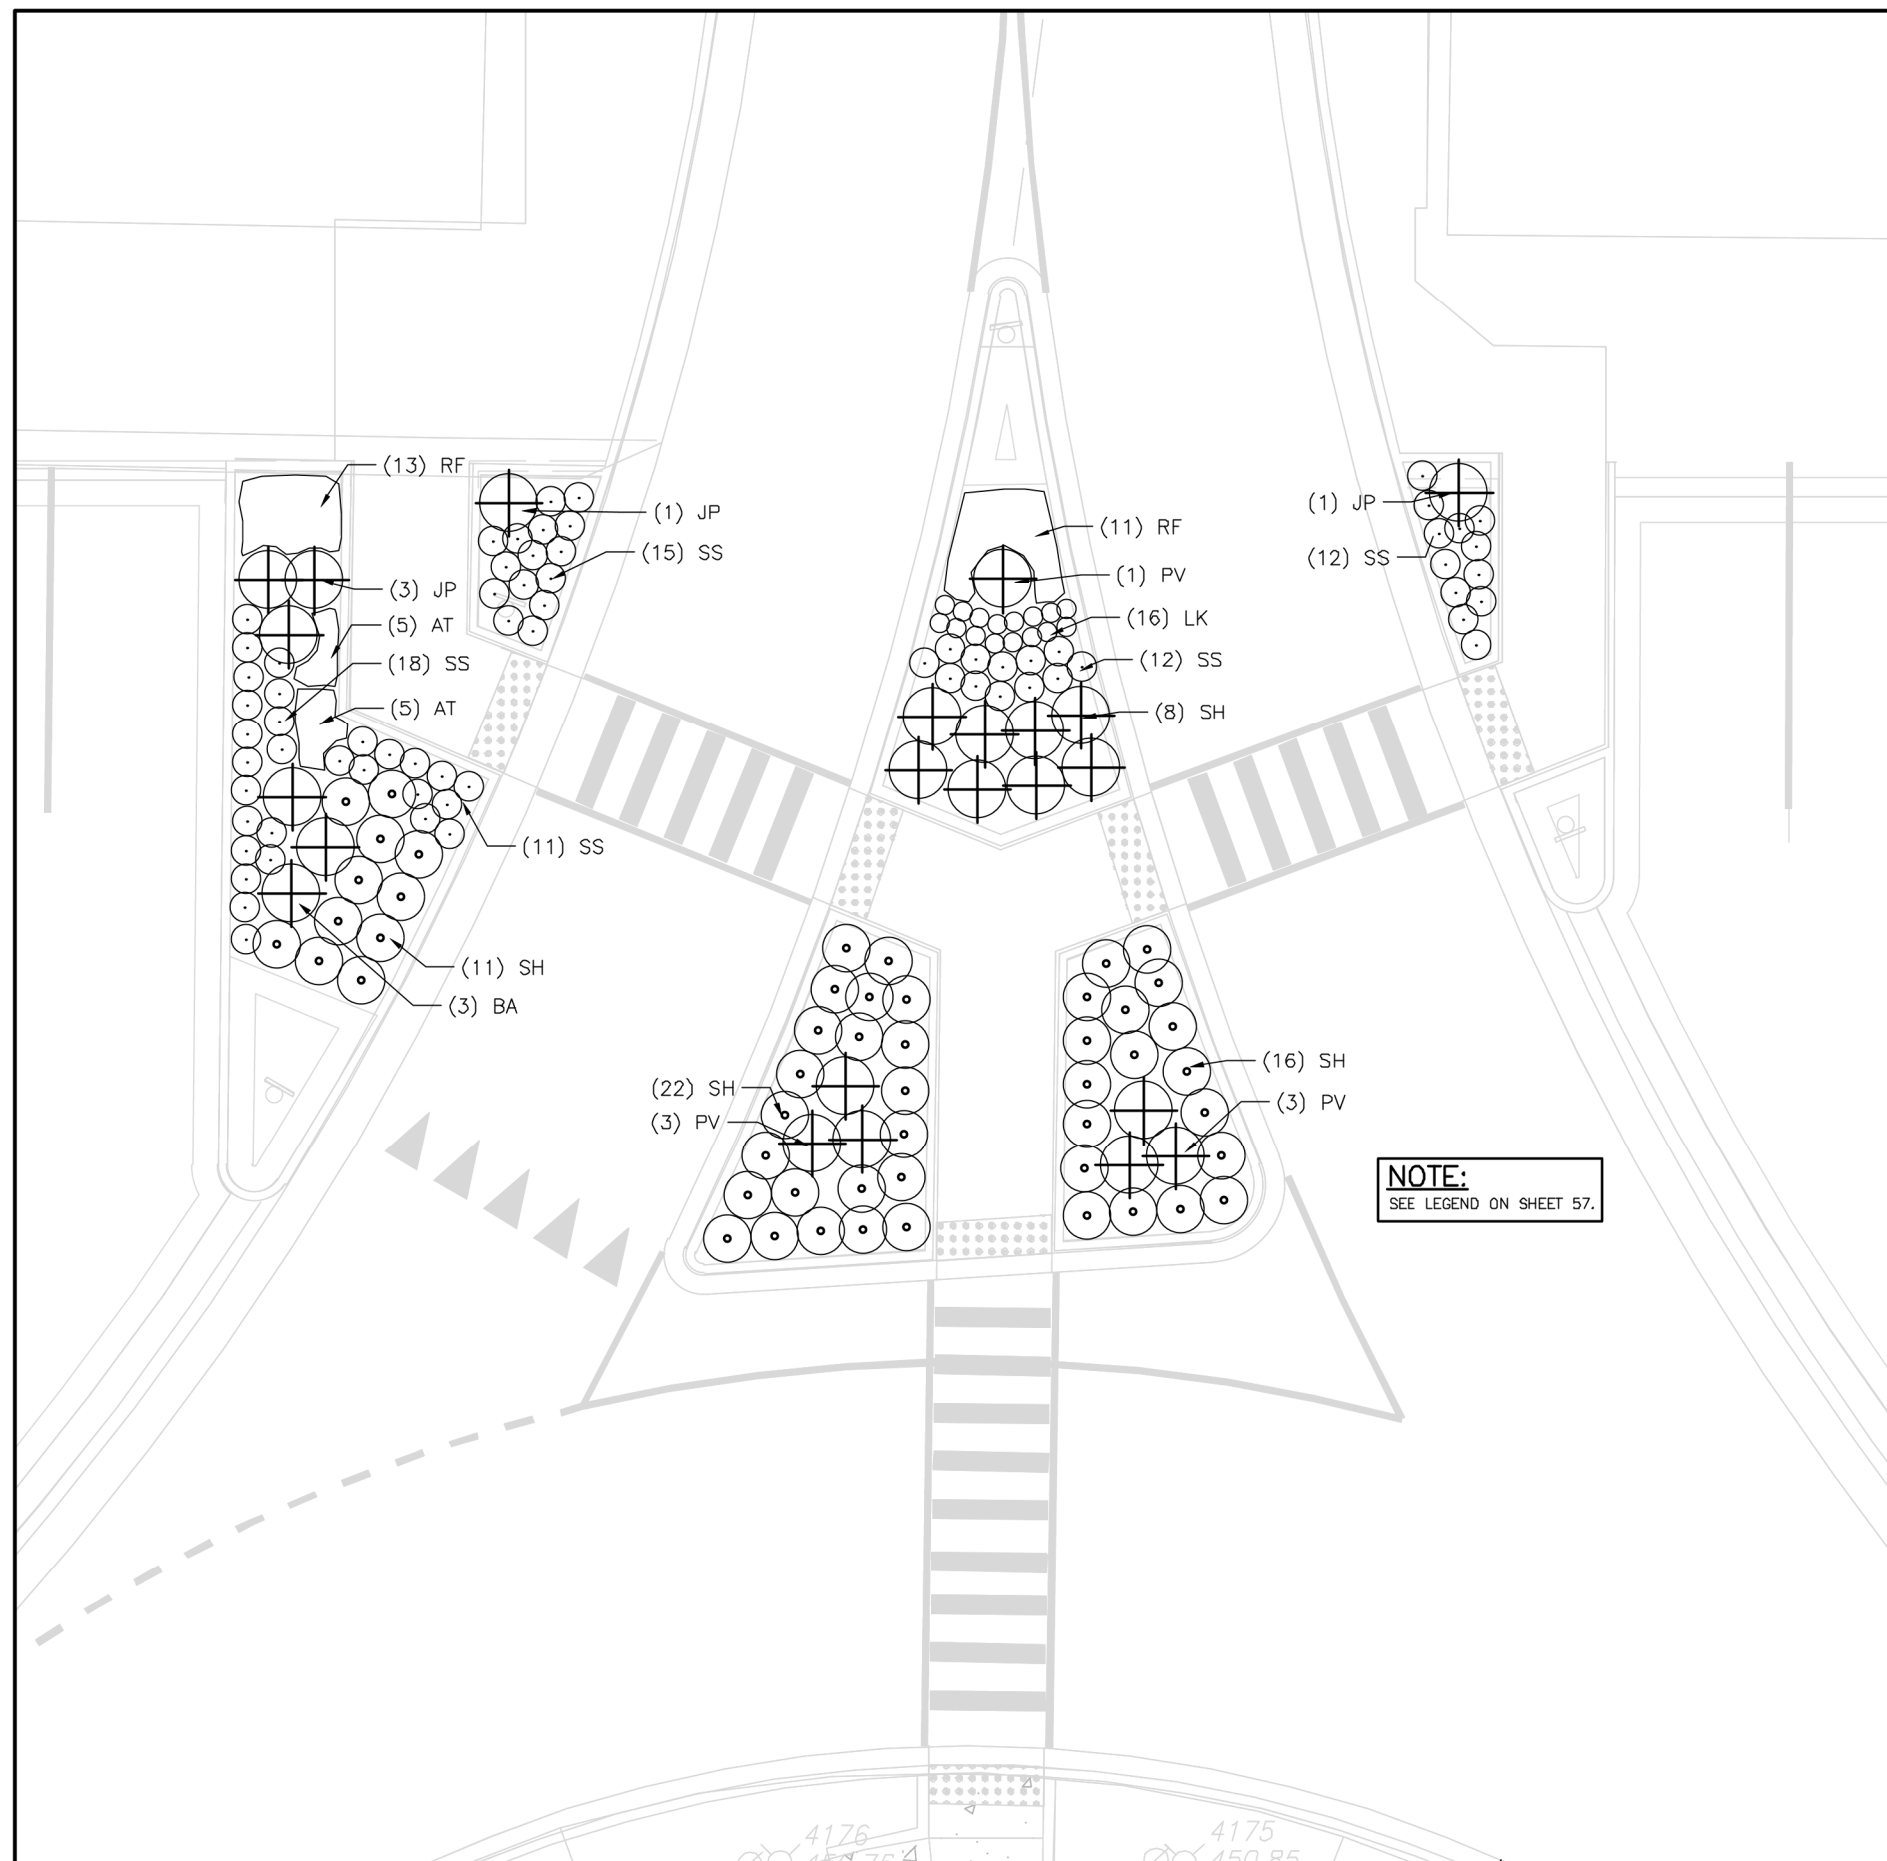 (13) RF
(1) JP
(15) SS
(3) JP
(5) AT
(18) SS
(5) AT
(11) SS
(11) SH
(3) BA
(11) RF
(1) PV
(16) LK
(12) SS
(8) SH
(1) JP
(12) SS
(22) SH
(3) PV
(16) SH
(3) PV
NOTE:
SEE LEGEND ON SHEET 57.
4176
4175
450.85